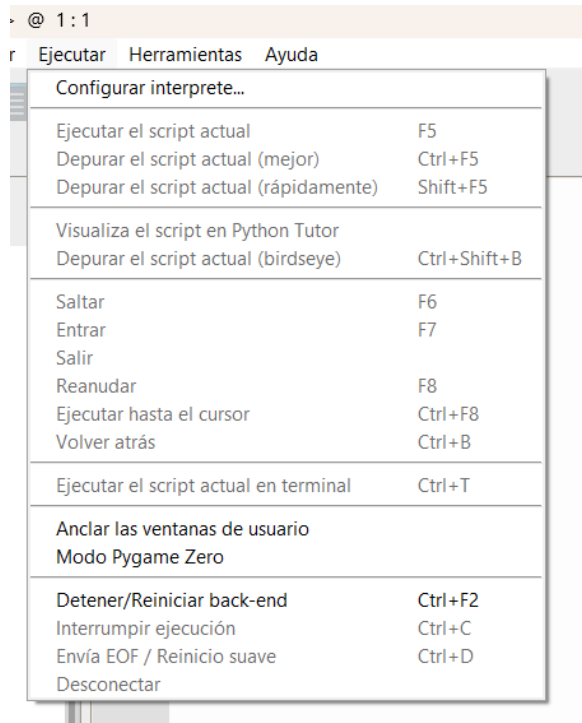 @ 1 : 1
r Ejecutar Herramientas Ayuda
Configurar interprete...
Ejecutar el script actual F5
Depurar el script actual (mejor) Ctrl+F5
Depurar el script actual (rápidamente) Shift+F5
Visualiza el script en Python Tutor
Depurar el script actual (birdseye) Ctrl+Shift+B
Saltar F6
Entrar F7
Salir
Reanudar F8
Ejecutar hasta el cursor Ctrl+F8
Volver atrás Ctrl+B
Ejecutar el script actual en terminal Ctrl+T
Anclar las ventanas de usuario
Modo Pygame Zero
Detener/Reiniciar back-end Ctrl+F2
Interrumpir ejecución Ctrl+C
Envía EOF / Reinicio suave Ctrl+D
Desconectar